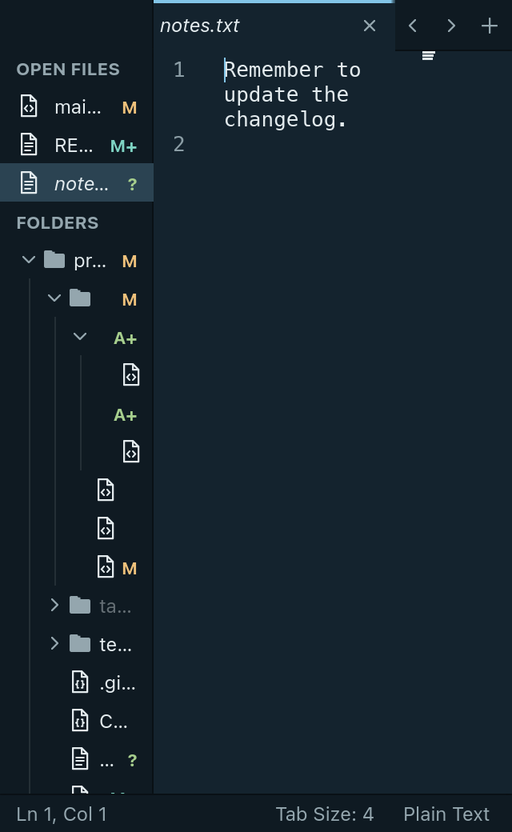 notes.txt
OPEN FILES
mai... M
RE... M+
note... ?
FOLDERS
pr... M
M
A+
A+
M
ta...
te...
.gi...
C...
... ?
1 Remember to
update the
changelog.
2
Ln 1, Col 1 Tab Size: 4 Plain Text